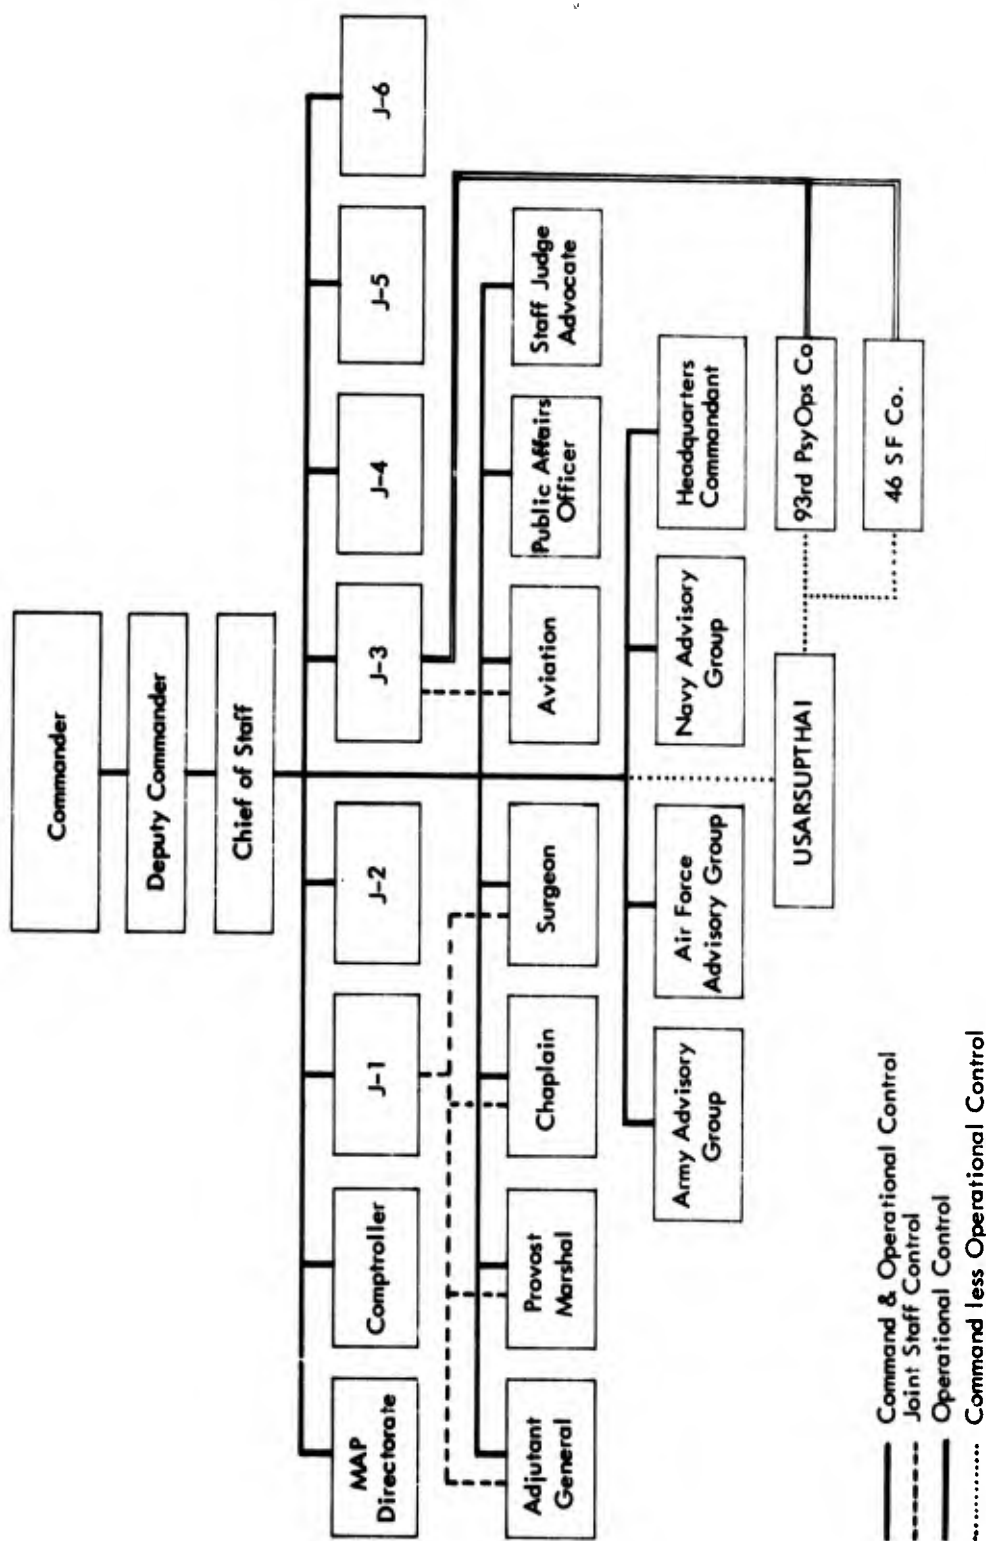 Commander
Deputy Commander
Chief of Staff
MAP
Directorate
Comptroller
J-1
J-2
J-3
J-4
J-5
J-6
Adjutant
General
Provost
Marshal
Chaplain
Surgeon
Aviation
Public Affairs
Officer
Staff Judge
Advocate
Army Advisory
Group
Air Force
Advisory Group
Navy Advisory
Group
Headquarters
Commandant
USARSUPTHAI
93rd PsyOps Co
46 SF Co.
Command & Operational Control
Joint Staff Control
Operational Control
Command less Operational Control